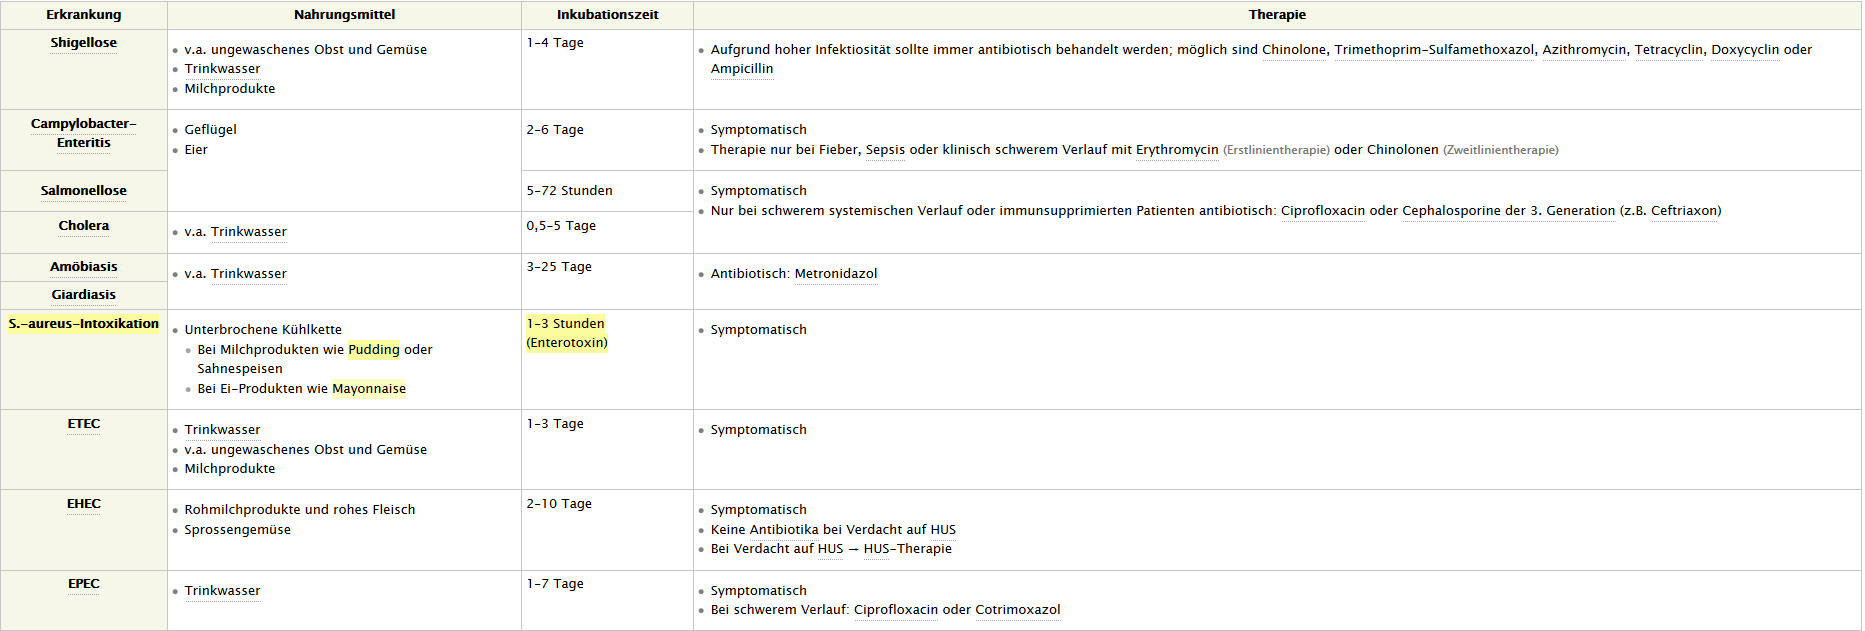 Erkrankung Nahrungsmittel Inkubationszeit Therapie
Shigellose
v.a. ungewaschenes Obst und Gemüse
Trinkwasser
Milchprodukte
1-4 Tage
Aufgrund hoher Infektiosität sollte immer antibiotisch behandelt werden; möglich sind Chinolone, Trimethoprim-Sulfamethoxazol, Azithromycin, Tetracyclin, Doxycyclin oder
Ampicillin
Campylobacter-
Enteritis
Geflügel
Eier
2-6 Tage
Symptomatisch
Therapie nur bei Fieber, Sepsis oder klinisch schwerem Verlauf mit Erythromycin (Erstlinientherapie) oder Chinolonen (Zweitlinientherapie)
Salmonellose
5-72 Stunden
Symptomatisch
Nur bei schwerem systemischen Verlauf oder immunsupprimierten Patienten antibiotisch: Ciprofloxacin oder Cephalosporine der 3. Generation (z.B. Ceftriaxon)
Cholera
v.a. Trinkwasser
0,5-5 Tage
Amöbiasis
v.a. Trinkwasser
3-25 Tage
Antibiotisch: Metronidazol
Giardiasis
S.-aureus-Intoxikation
Unterbrochene Kühlkette
Bei Milchprodukten wie Pudding oder
Sahnespeisen
Bei Ei-Produkten wie Mayonnaise
1-3 Stunden
(Enterotoxin)
Symptomatisch
ETEC
Trinkwasser
v.a. ungewaschenes Obst und Gemüse
Milchprodukte
1-3 Tage
Symptomatisch
EHEC
Rohmilchprodukte und rohes Fleisch
Sprossengemüse
2-10 Tage
Symptomatisch
Keine Antibiotika bei Verdacht auf HUS
Bei Verdacht auf HUS → HUS-Therapie
EPEC
Trinkwasser
1-7 Tage
Symptomatisch
Bei schwerem Verlauf: Ciprofloxacin oder Cotrimoxazol